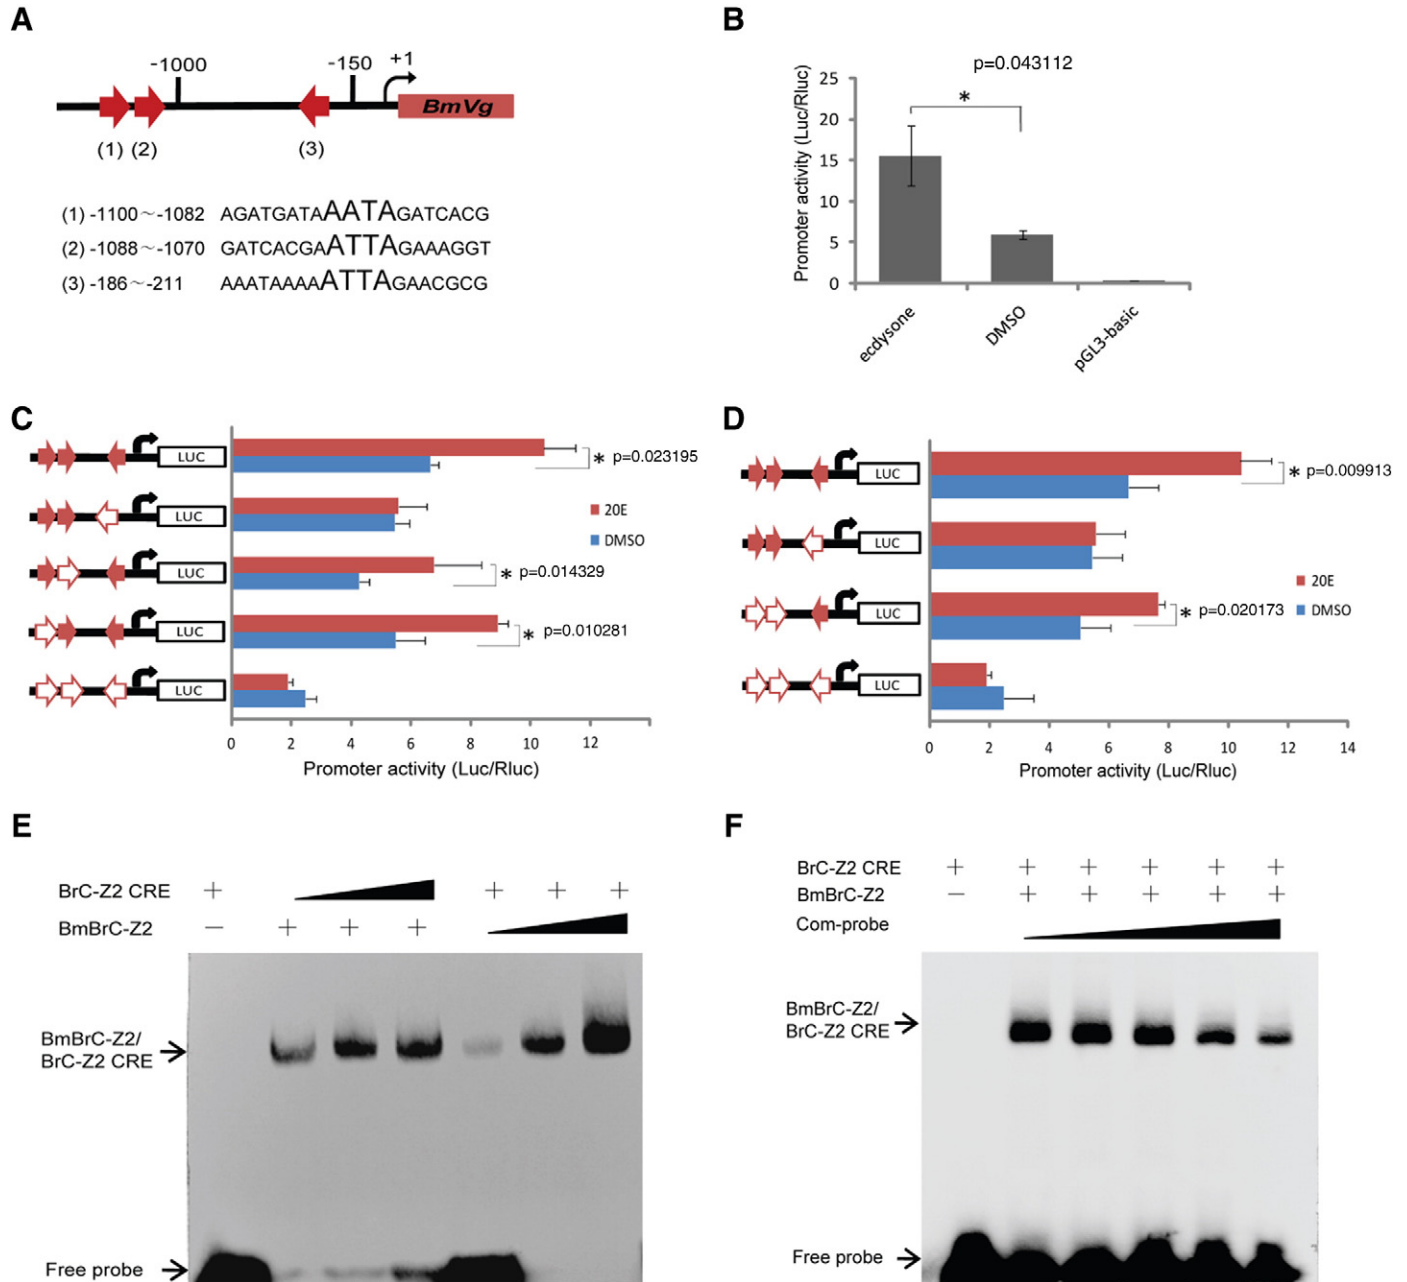 A
-1000
-150
+1
BmVg
(1) (2)
(3)
(1) -1100~-1082 AGATGATAAATAGATCACG
(2) -1088~-1070 GATCACGAATTAGAAAGGT
(3) -186~-211 AAATAAAAATTAGAACGCG
B
p=0.043112
*
Promoter activity (Luc/Rluc)
25
20
15
10
5
0
ecdysone
DMSO
pGL3-basic
C
LUC
* p=0.023195
LUC
20E
DMSO
LUC
* p=0.014329
LUC
* p=0.010281
LUC
0 2 4 6 8 10 12
Promoter activity (Luc/Rluc)
D
LUC
* p=0.009913
LUC
20E
DMSO
LUC
* p=0.020173
LUC
0 2 4 6 8 10 12 14
Promoter activity (Luc/Rluc)
E
BrC-Z2 CRE + + + +
BmBrC-Z2 − + + +
BmBrC-Z2/
BrC-Z2 CRE
Free probe
F
BrC-Z2 CRE + + + + + +
BmBrC-Z2 − + + + + +
Com-probe
BmBrC-Z2/
BrC-Z2 CRE
Free probe